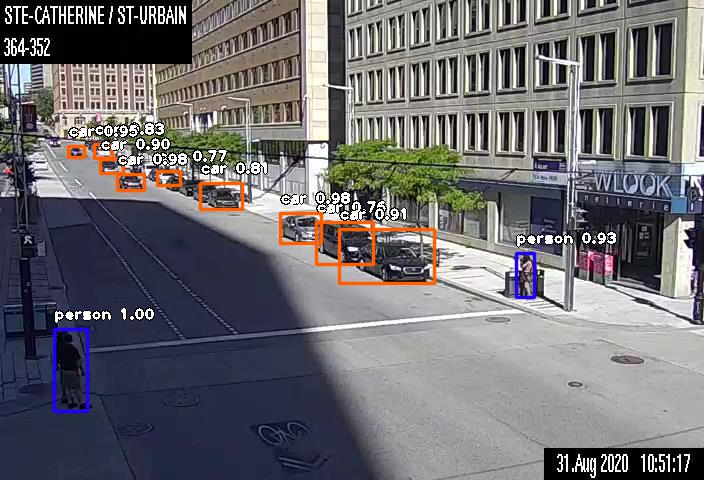 STE-CATHERINE / ST-URBAIN
364-352
car 0.95
0.83
car 0.90
car 0.98
0.77
car 0.81
car 0.98
car 0.76
car 0.91
NEWLOOK
person 0.93
person 1.00
31.Aug 2020 10:51:17